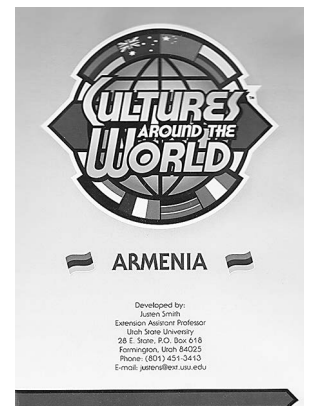 CULTURES
AROUND THE
WORLD
ARMENIA
Developed by:
Justen Smith
Extension Assistant Professor
Utah State University
28 E. State, P.O. Box 618
Farmington, Utah 84025
Phone: (801) 451-3413
E-mail: justens@ext.usu.edu